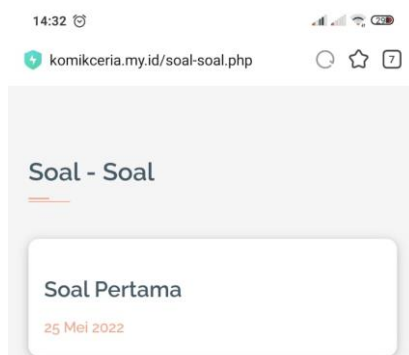 14:32
komikceria.my.id/soal-soal.php
7
Soal - Soal
Soal Pertama
25 Mei 2022